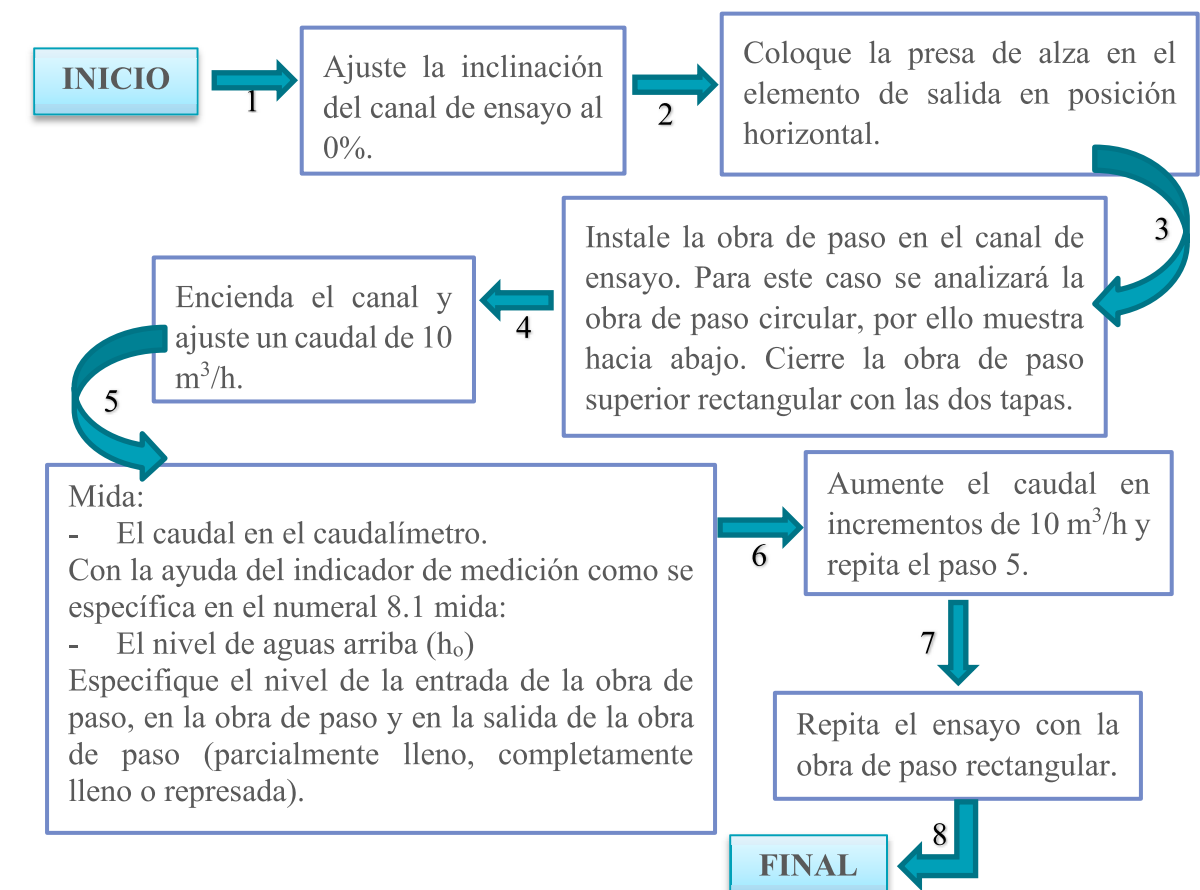 INICIO
1
Ajuste la inclinación
del canal de ensayo al
0%.
2
Coloque la presa de alza en el
elemento de salida en posición
horizontal.
3
Instale la obra de paso en el canal de
ensayo. Para este caso se analizará la
obra de paso circular, por ello muestra
hacia abajo. Cierre la obra de paso
superior rectangular con las dos tapas.
4
Encienda el canal y
ajuste un caudal de 10
m³/h.
5
Mida:
- El caudal en el caudalímetro.
Con la ayuda del indicador de medición como se
específica en el numeral 8.1 mida:
- El nivel de aguas arriba (hₒ)
Especifique el nivel de la entrada de la obra de
paso, en la obra de paso y en la salida de la obra
de paso (parcialmente lleno, completamente
lleno o represada).
6
Aumente el caudal en
incrementos de 10 m³/h y
repita el paso 5.
7
Repita el ensayo con la
obra de paso rectangular.
8
FINAL